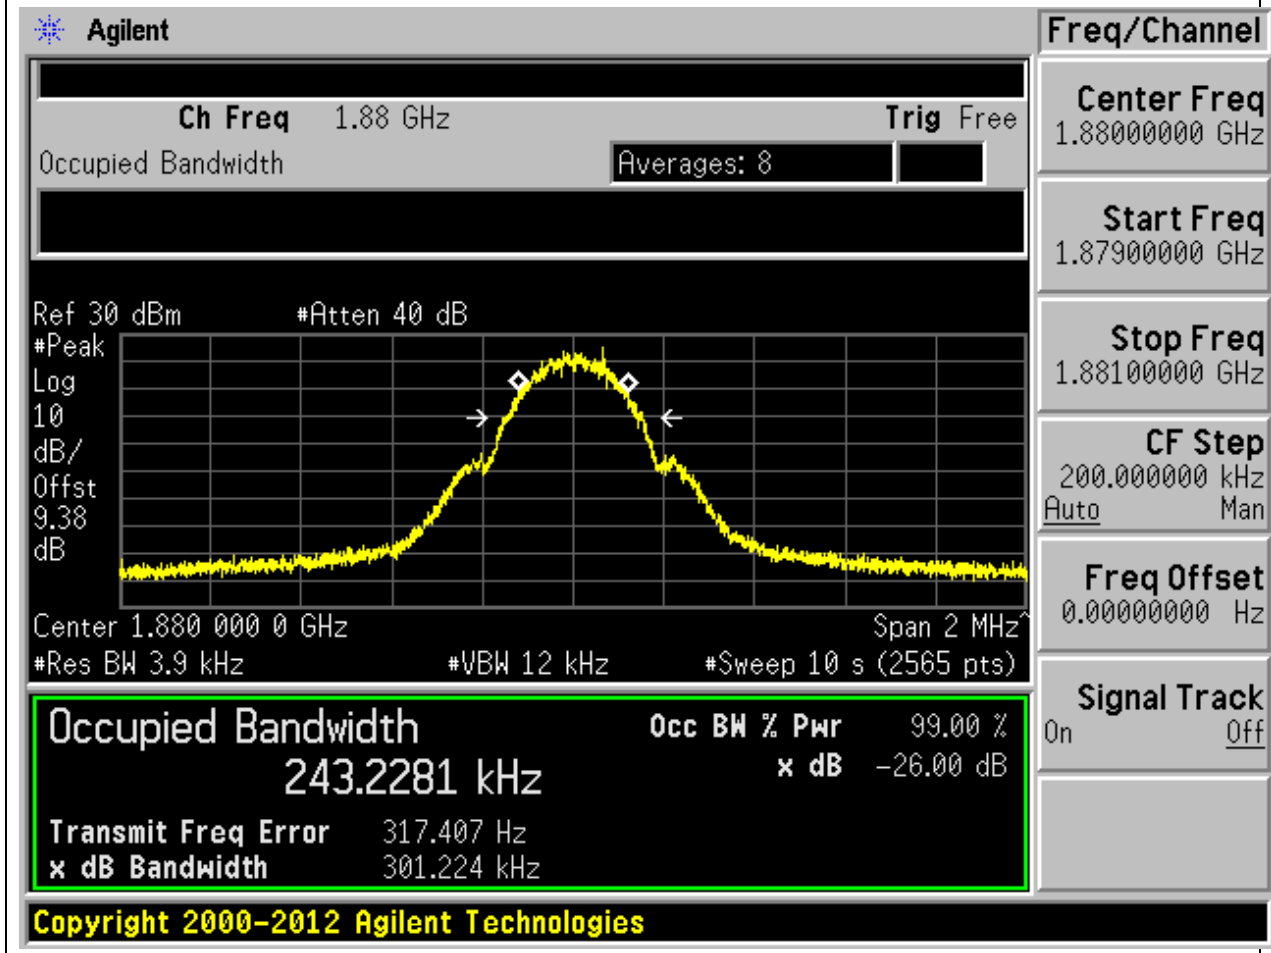 Agilent
Freq/Channel
Ch Freq 1.88 GHz Trig Free
Occupied Bandwidth Averages: 8
Center Freq
1.88000000 GHz
Start Freq
1.87900000 GHz
Stop Freq
1.88100000 GHz
CF Step
200.000000 kHz
Auto Man
Freq Offset
0.00000000 Hz
Signal Track
On Off
Ref 30 dBm #Atten 40 dB
#Peak
Log
10
dB/
Offst
9.38
dB
Center 1.880 000 0 GHz Span 2 MHz^
#Res BW 3.9 kHz #VBW 12 kHz #Sweep 10 s (2565 pts)
Occupied Bandwidth Occ BW % Pwr 99.00 %
243.2281 kHz x dB -26.00 dB
Transmit Freq Error 317.407 Hz
x dB Bandwidth 301.224 kHz
Copyright 2000-2012 Agilent Technologies